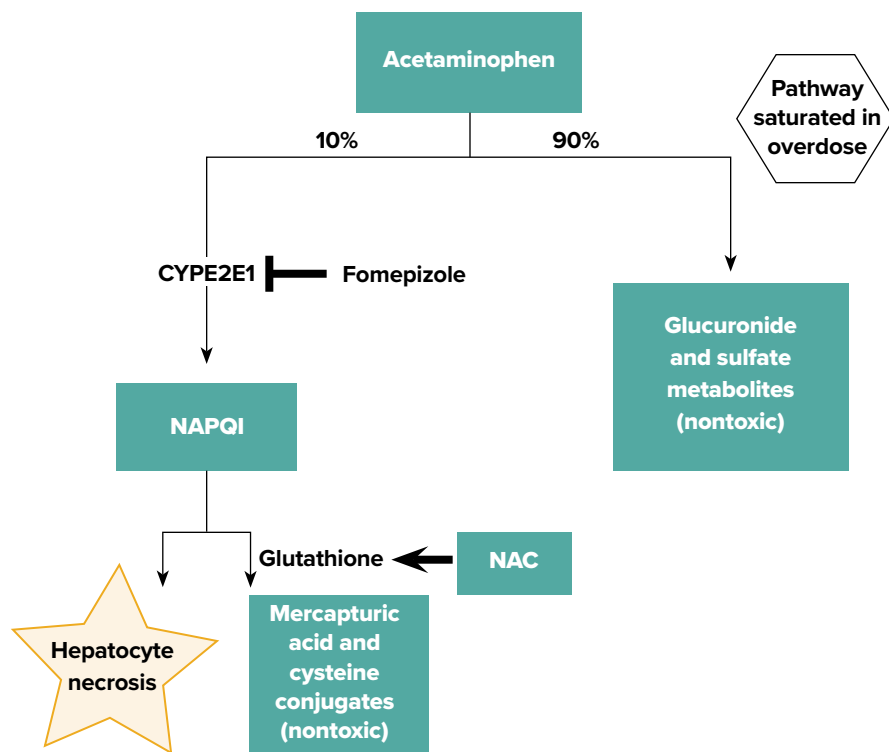 Acetaminophen
Pathway
saturated in
overdose
10%
90%
CYPE2E1
Fomepizole
Glucuronide
and sulfate
metabolites
(nontoxic)
NAPQI
Glutathione
NAC
Hepatocyte
necrosis
Mercapturic
acid and
cysteine
conjugates
(nontoxic)